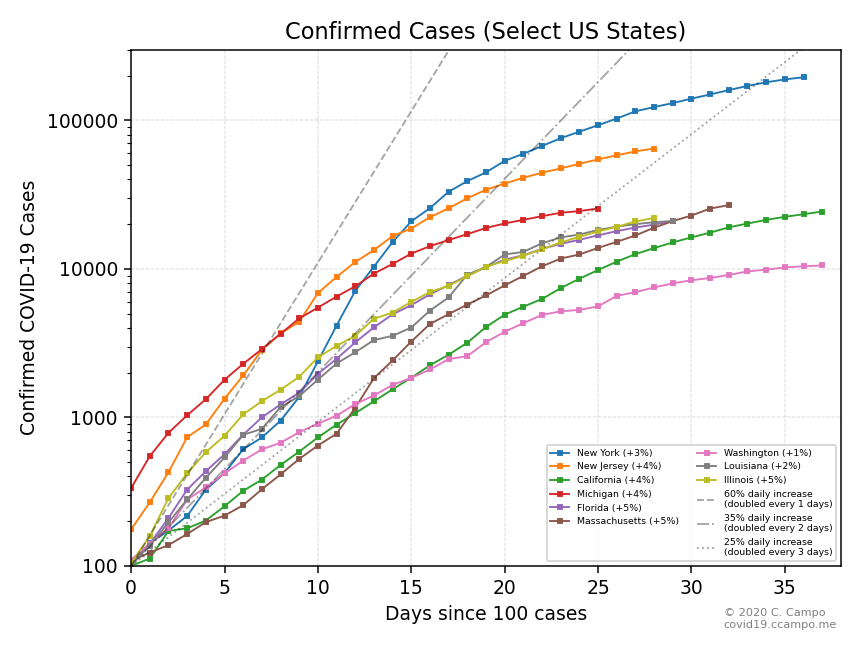 Confirmed Cases (Select US States)
Confirmed COVID-19 Cases
100000
10000
1000
100
0
5
10
15
20
25
30
35
Days since 100 cases
New York (+3%)
New Jersey (+4%)
California (+4%)
Michigan (+4%)
Florida (+5%)
Massachusetts (+5%)
Washington (+1%)
Louisiana (+2%)
Illinois (+5%)
60% daily increase
(doubled every 1 days)
35% daily increase
(doubled every 2 days)
25% daily increase
(doubled every 3 days)
© 2020 C. Campo
covid19.ccampo.me